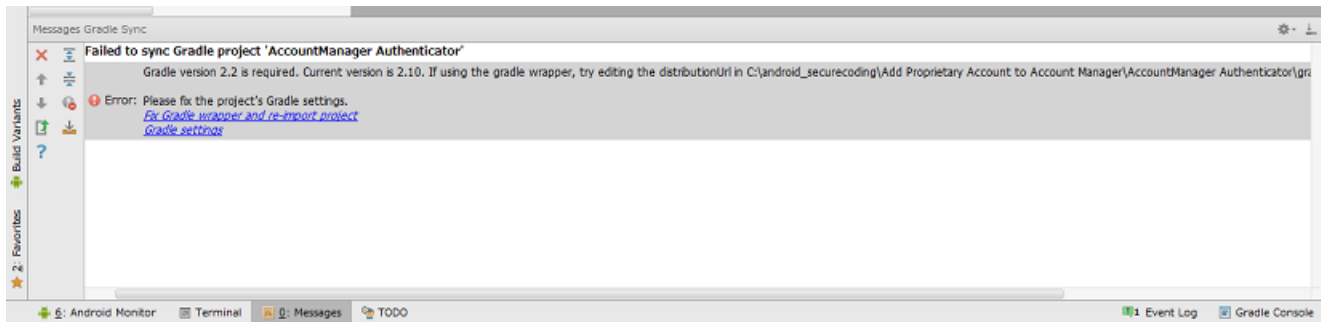 Messages Gradle Sync
Failed to sync Gradle project 'AccountManager Authenticator'
Gradle version 2.2 is required. Current version is 2.10. If using the gradle wrapper, try editing the distributionUrl in C:\android_securecoding\Add Proprietary Account to Account Manager\AccountManager Authenticator\gra
Error: Please fix the project's Gradle settings.
Fix Gradle wrapper and re-import project
Gradle settings
Build Variants
2: Favorites
6: Android Monitor Terminal 0: Messages TODO 1 Event Log Gradle Console